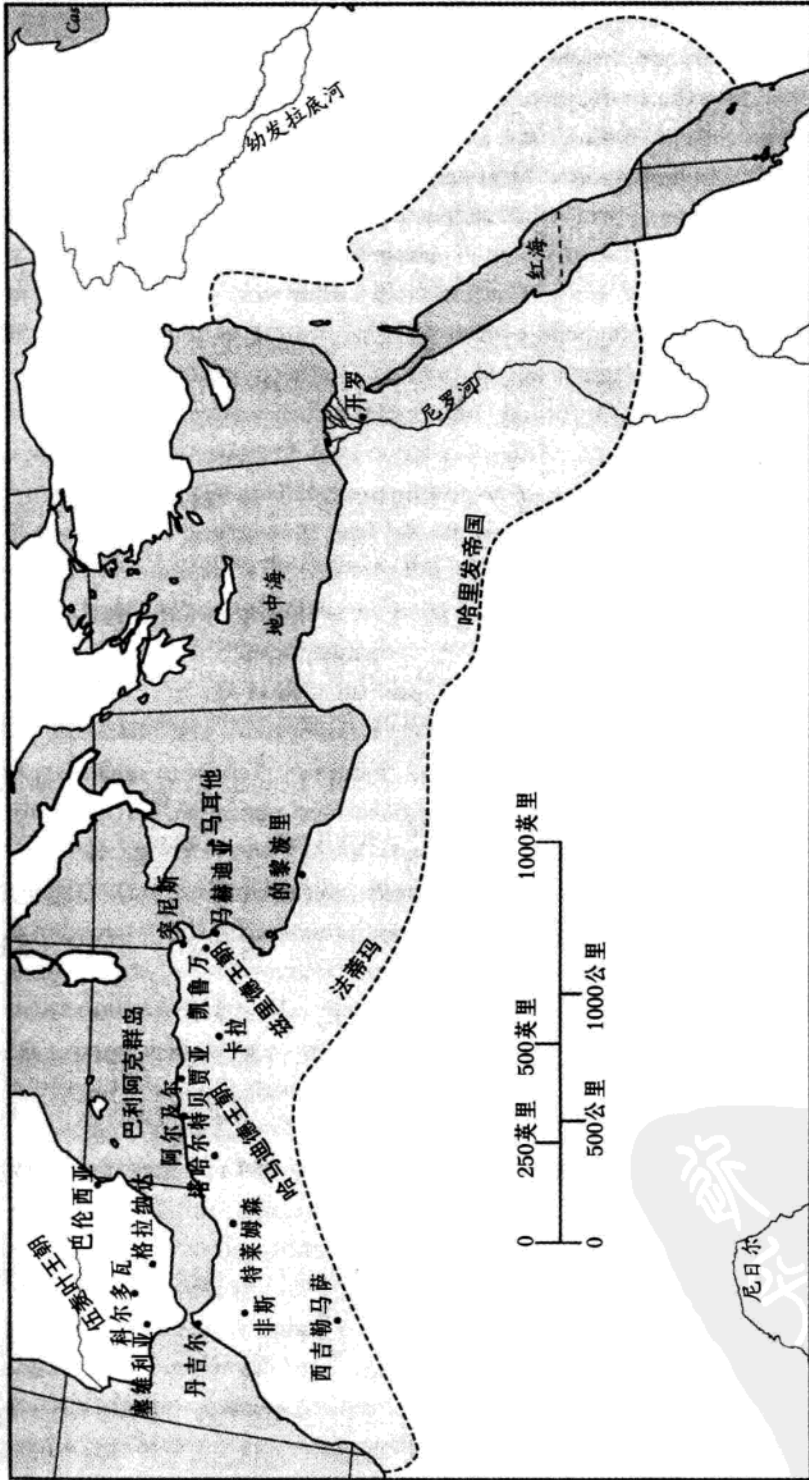 Cas
幼发拉底河
红海
开罗
尼罗河
地中海
哈里发帝国
法蒂玛
突尼斯
马赫迪亚
马耳他
的黎波里
凯鲁万
兹里德王朝
卡拉
巴利阿克群岛
阿尔及尔
贝贾亚
塔哈尔特
哈马迪德王朝
伍麦叶王朝
巴伦西亚
格拉纳达
科尔多瓦
塞维利亚
丹吉尔
非斯
特莱姆森
西吉勒马萨
尼日尔
0 250英里 500英里 1000英里
0 500公里 1000公里